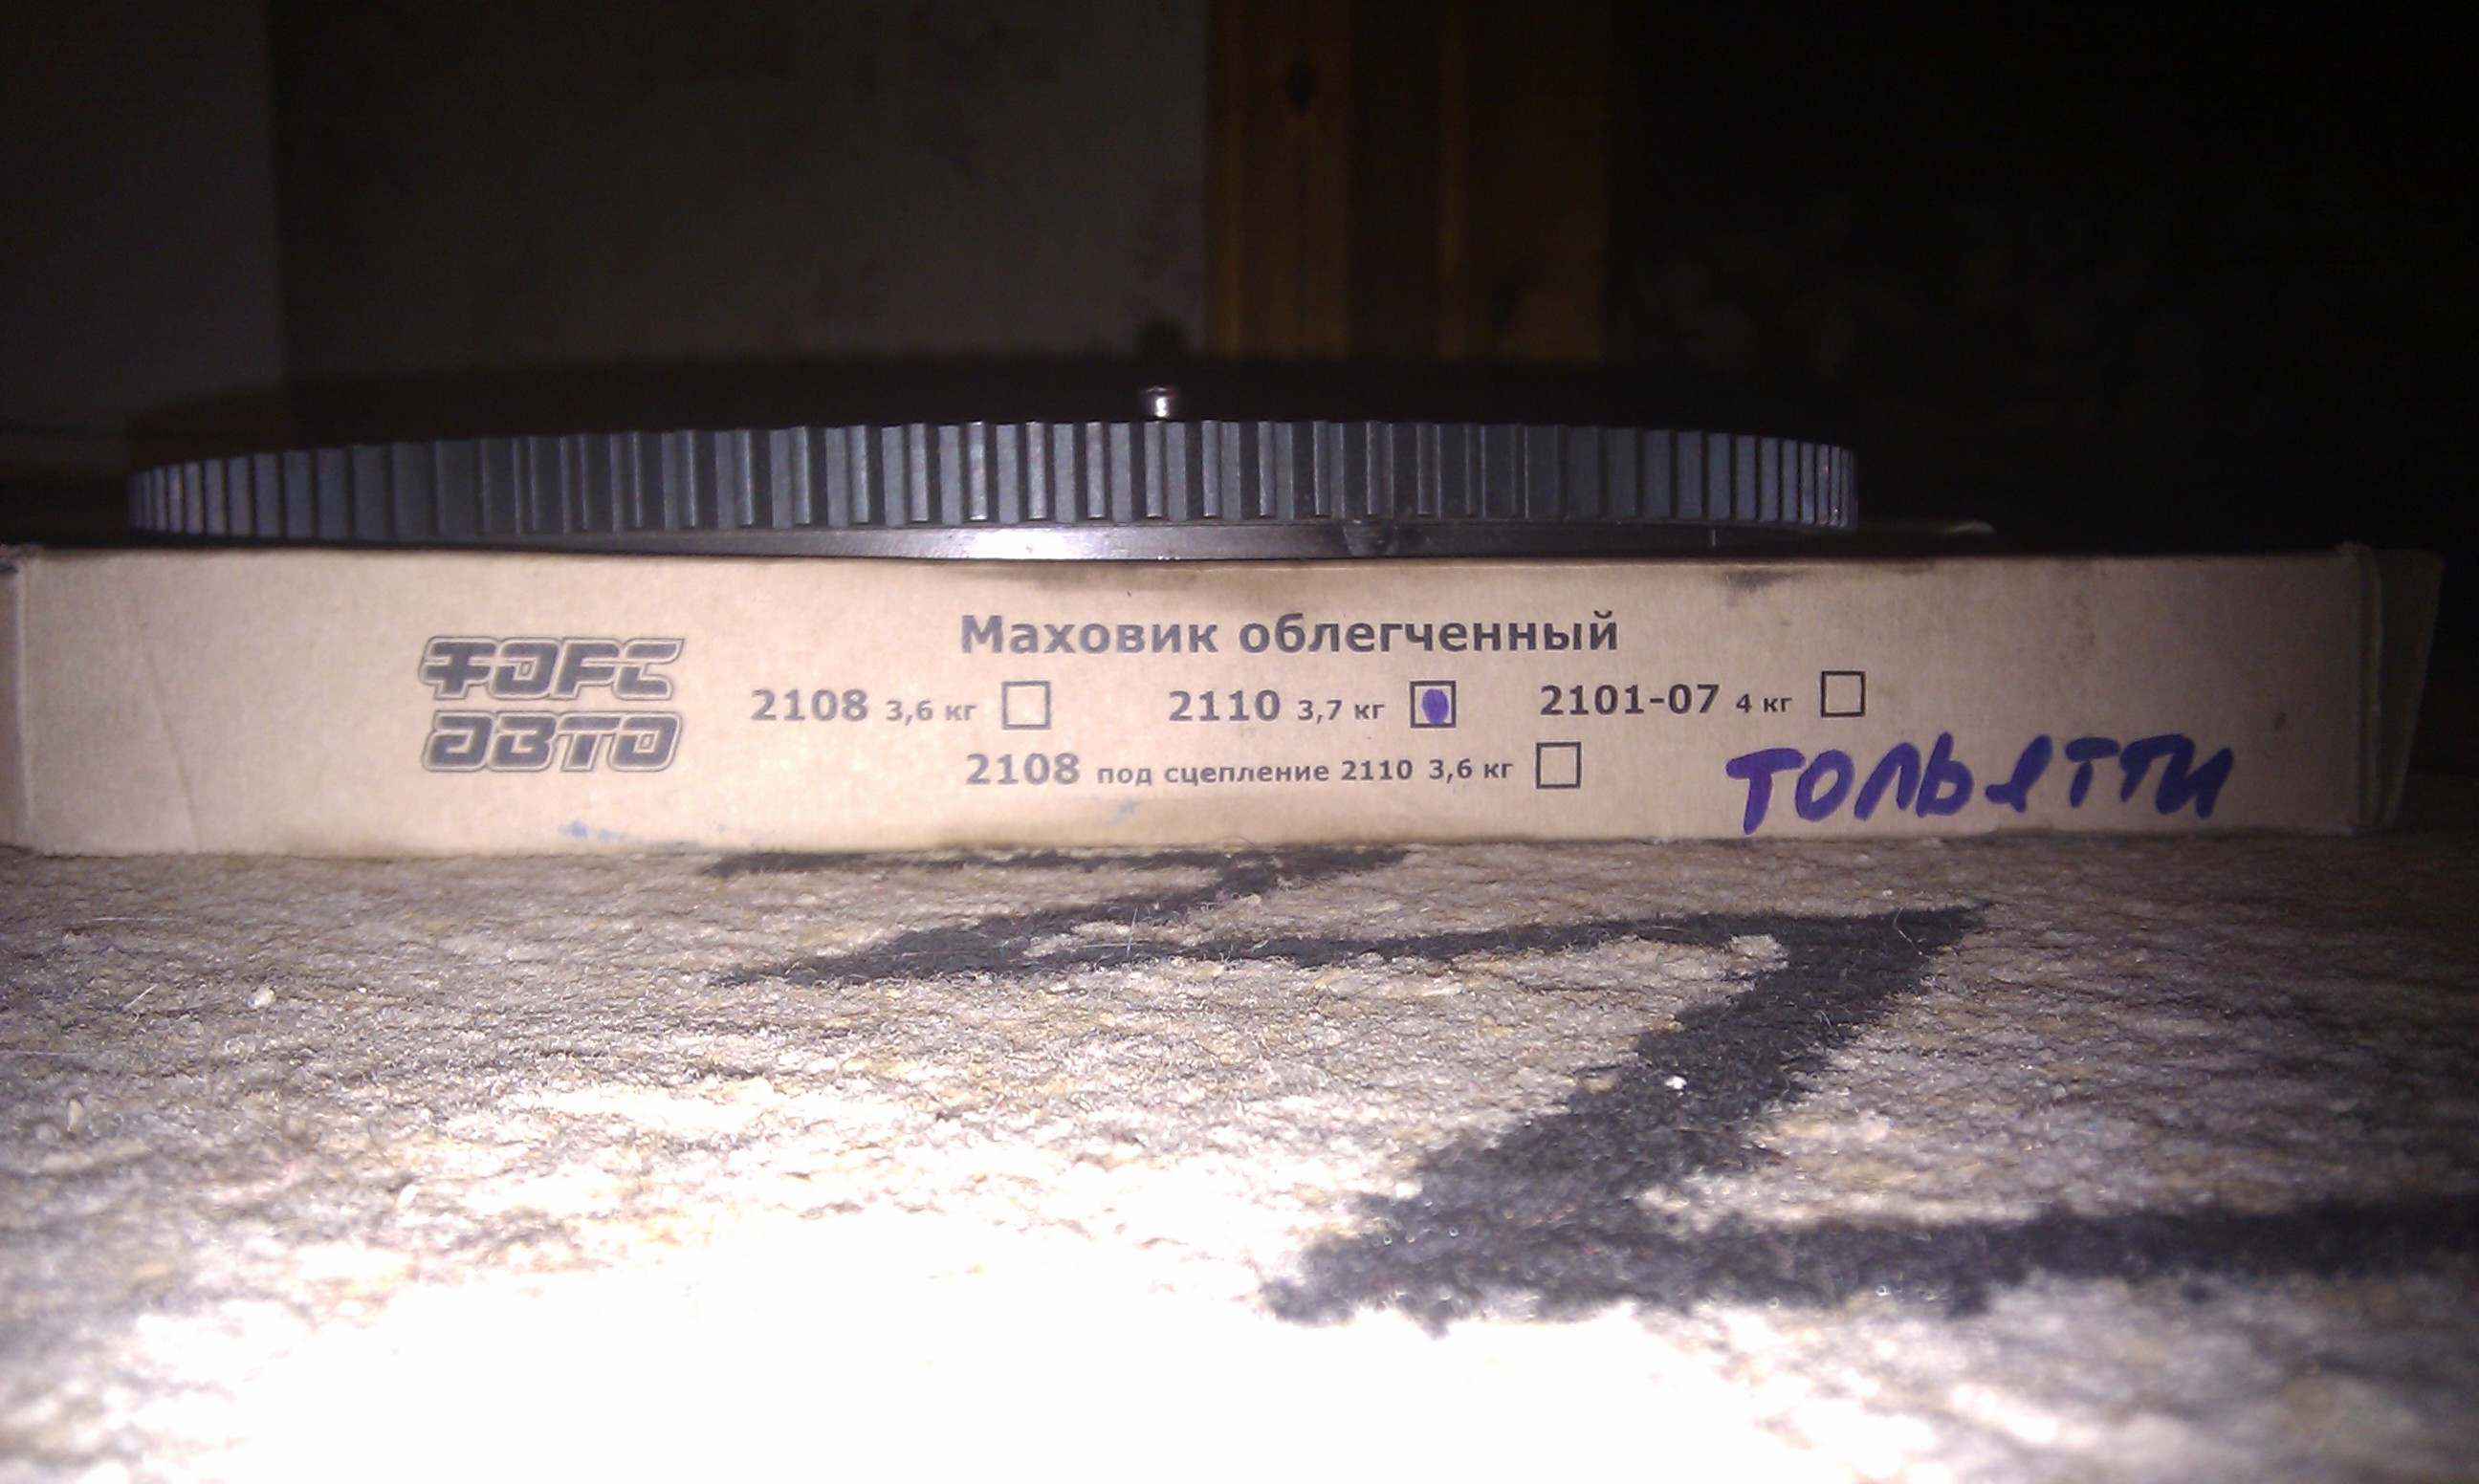 ФОРС
АВТО
Маховик облегченный
2108 3,6 кг 2110 3,7 кг 2101-07 4 кг
2108 под сцепление 2110 3,6 кг
ТОЛЬЯТТИ